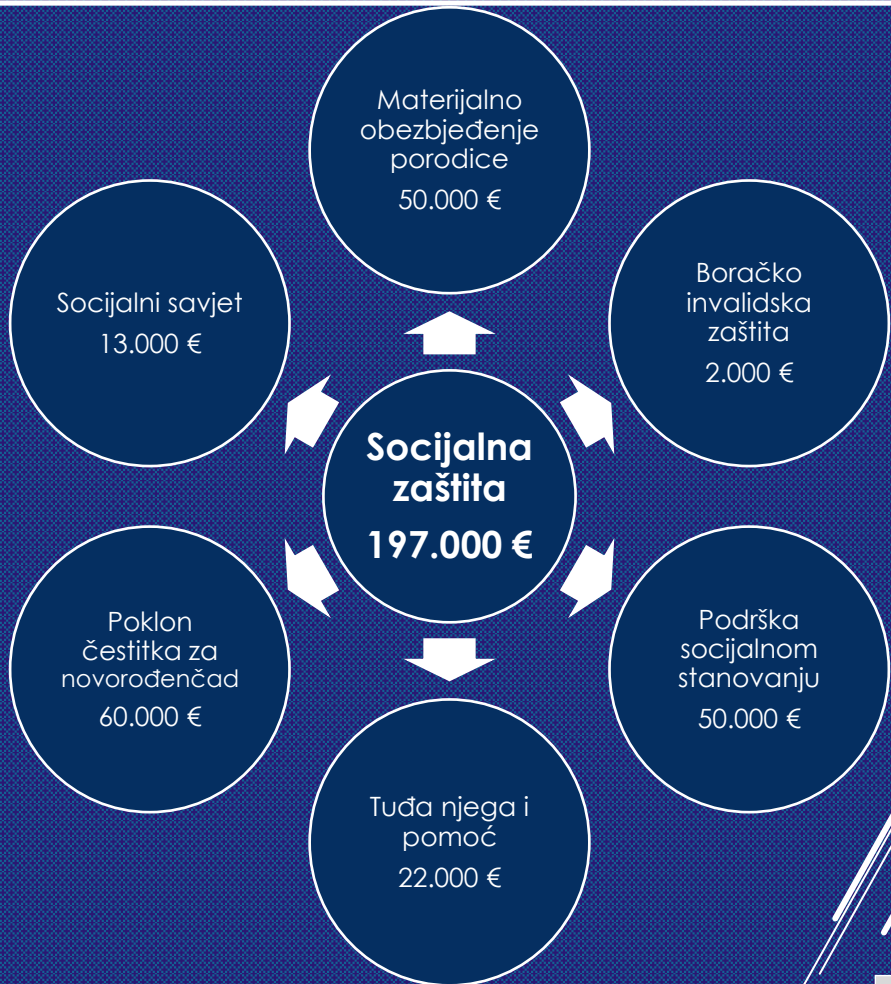 Materijalno
obezbjeđenje
porodice
50.000 €
Socijalni savjet
13.000 €
Boračko
invalidska
zaštita
2.000 €
Socijalna
zaštita
197.000 €
Poklon
čestitka za
novorođenčad
60.000 €
Podrška
socijalnom
stanovanju
50.000 €
Tuđa njega i
pomoć
22.000 €